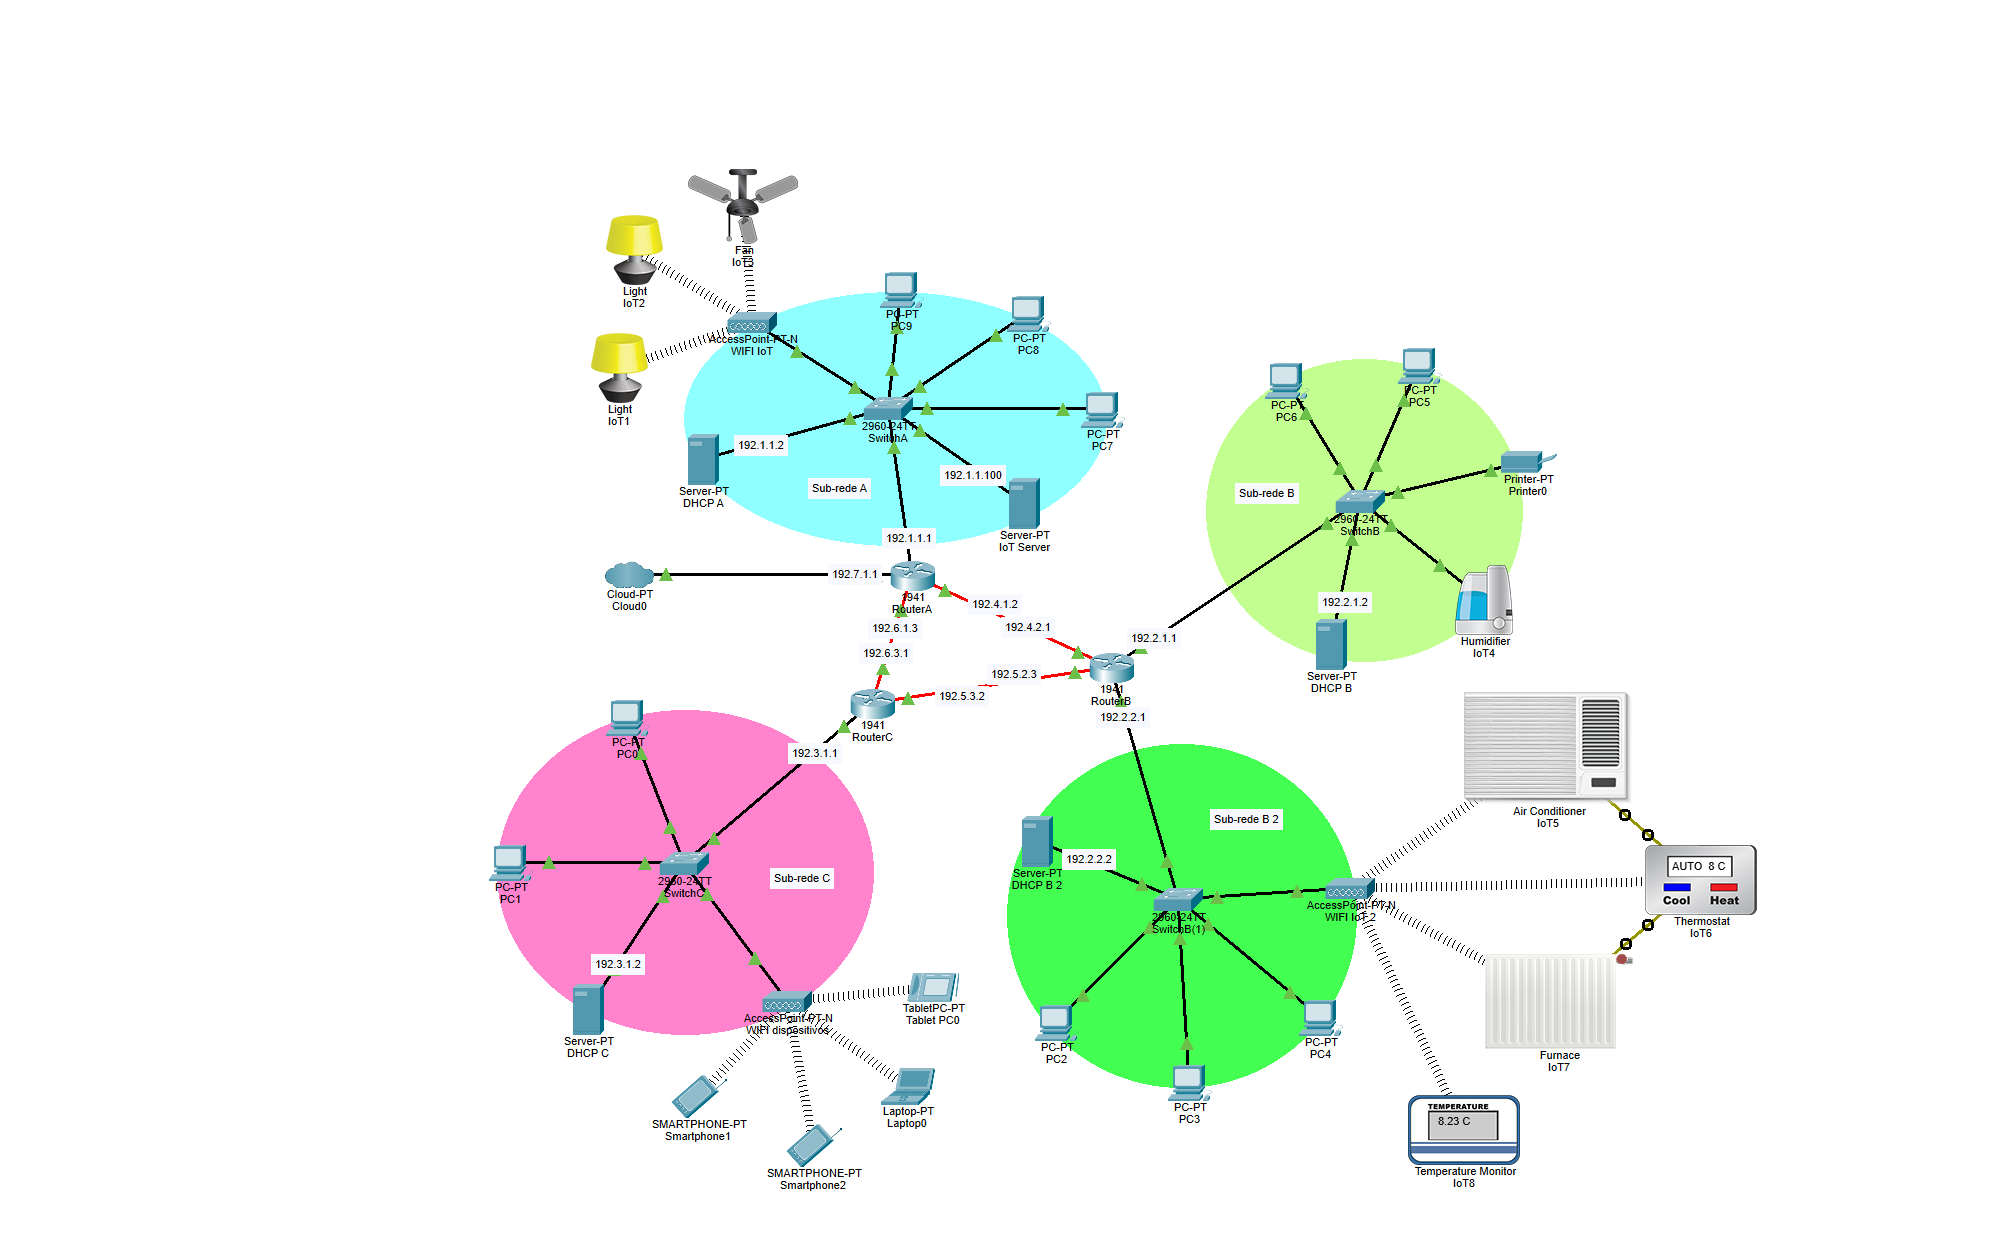 Fan
IoT3
Light
IoT2
Light
IoT1
AccessPoint-PT-N
WIFI IoT
PC-PT
PC9
PC-PT
PC8
PC-PT
PC7
2960-24TT
SwitchA
192.1.1.2
Server-PT
DHCP A
Sub-rede A
192.1.1.100
Server-PT
IoT Server
192.1.1.1
192.7.1.1
Cloud-PT
Cloud0
1941
RouterA
192.4.1.2
192.4.2.1
192.6.1.3
192.6.3.1
192.5.2.3
192.5.3.2
1941
RouterC
1941
RouterB
192.2.1.1
192.2.2.1
192.3.1.1
PC-PT
PC6
PC-PT
PC5
Printer-PT
Printer0
Sub-rede B
2960-24TT
SwitchB
192.2.1.2
Server-PT
DHCP B
Humidifier
IoT4
PC-PT
PC0
PC-PT
PC1
2960-24TT
SwitchC
Sub-rede C
192.3.1.2
Server-PT
DHCP C
AccessPoint-PT-N
WIFI dispositivos
TabletPC-PT
Tablet PC0
Laptop-PT
Laptop0
SMARTPHONE-PT
Smartphone1
SMARTPHONE-PT
Smartphone2
Sub-rede B 2
Server-PT
DHCP B 2
192.2.2.2
2960-24TT
SwitchB(1)
AccessPoint-PT-N
WIFI IoT 2
PC-PT
PC2
PC-PT
PC3
PC-PT
PC4
Air Conditioner
IoT5
AUTO 8 C
Cool Heat
Thermostat
IoT6
Furnace
IoT7
TEMPERATURE
8.23 C
Temperature Monitor
IoT8